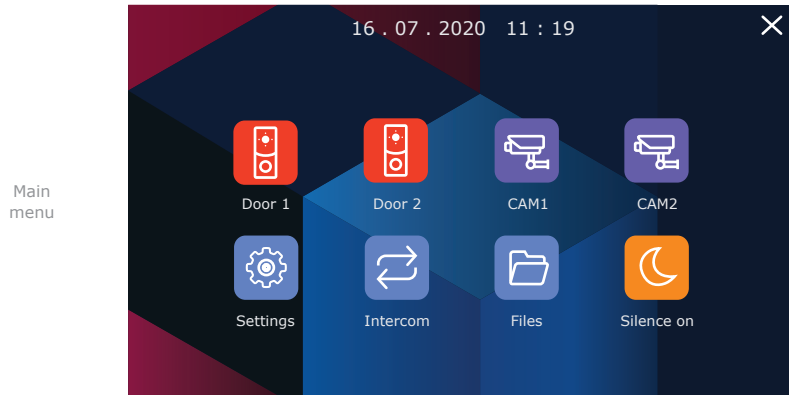 16 . 07 . 2020 11 : 19
Main
menu
Door 1
Door 2
CAM1
CAM2
Settings
Intercom
Files
Silence on